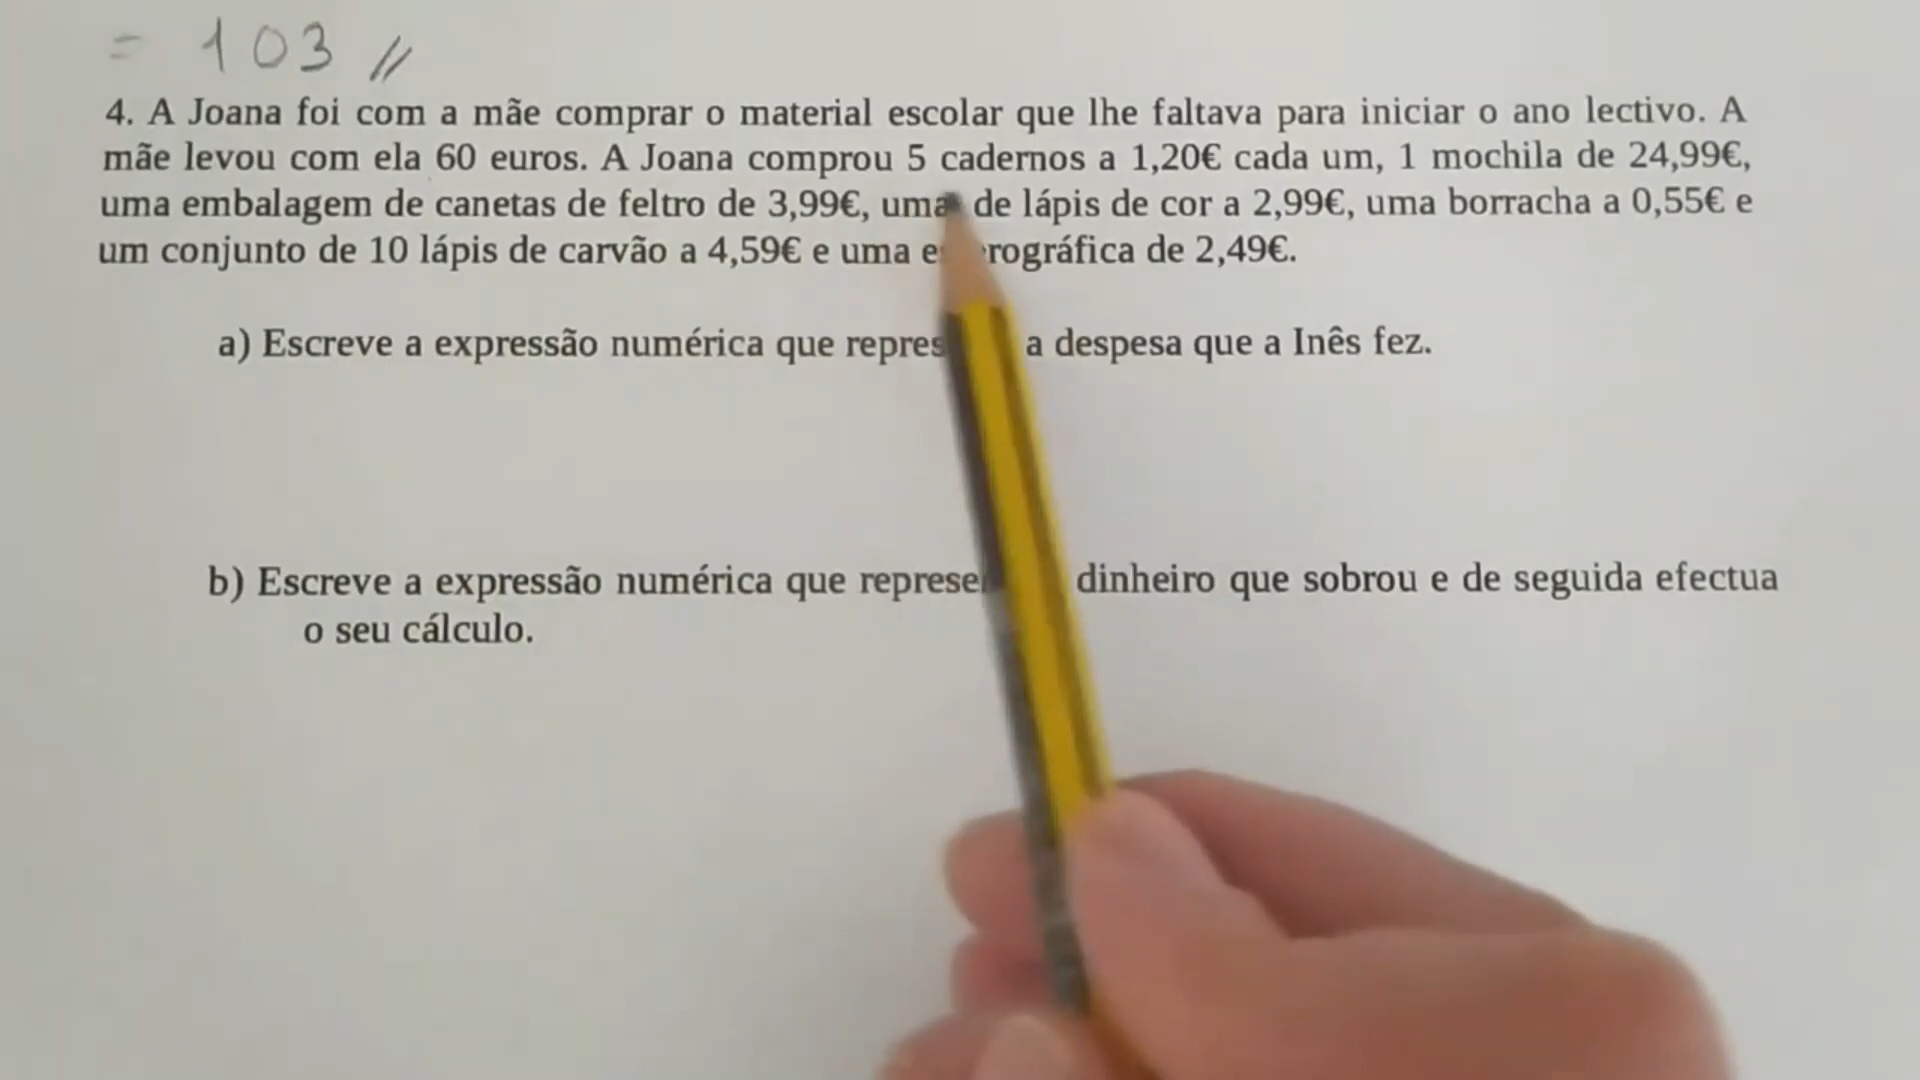 = 103 //
4. A Joana foi com a mãe comprar o material escolar que lhe faltava para iniciar o ano lectivo. A
mãe levou com ela 60 euros. A Joana comprou 5 cadernos a 1,20€ cada um, 1 mochila de 24,99€,
uma embalagem de canetas de feltro de 3,99€, uma de lápis de cor a 2,99€, uma borracha a 0,55€ e
um conjunto de 10 lápis de carvão a 4,59€ e uma de 2,49€.
a) Escreve a expressão numérica que a despesa que a Inês fez.
b) Escreve a expressão numérica que dinheiro que sobrou e de seguida efectua
o seu cálculo.